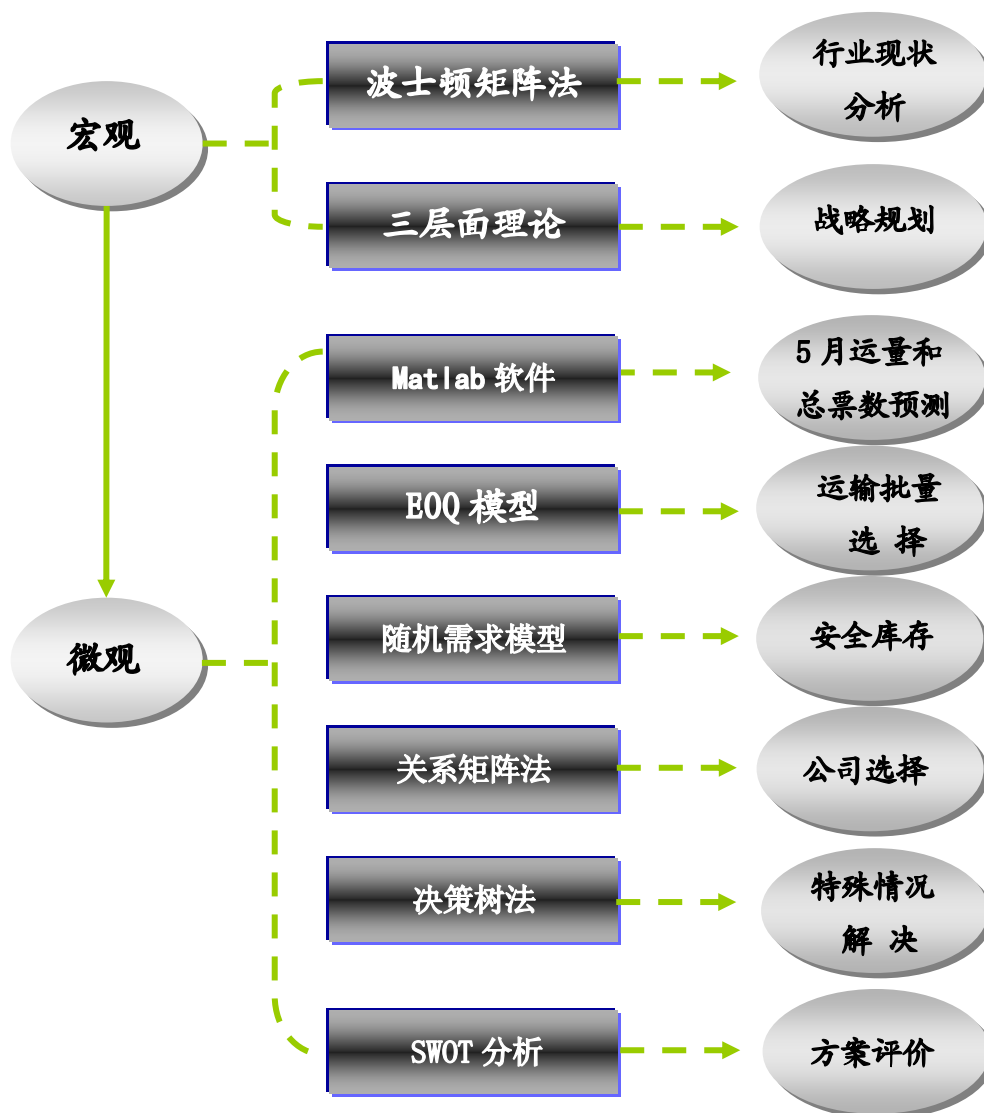 宏观
波士顿矩阵法
行业现状
分析
三层面理论
战略规划
Matlab 软件
5 月运量和
总票数预测
EOQ 模型
运输批量
选 择
微观
随机需求模型
安全库存
关系矩阵法
公司选择
决策树法
特殊情况
解 决
SWOT 分析
方案评价